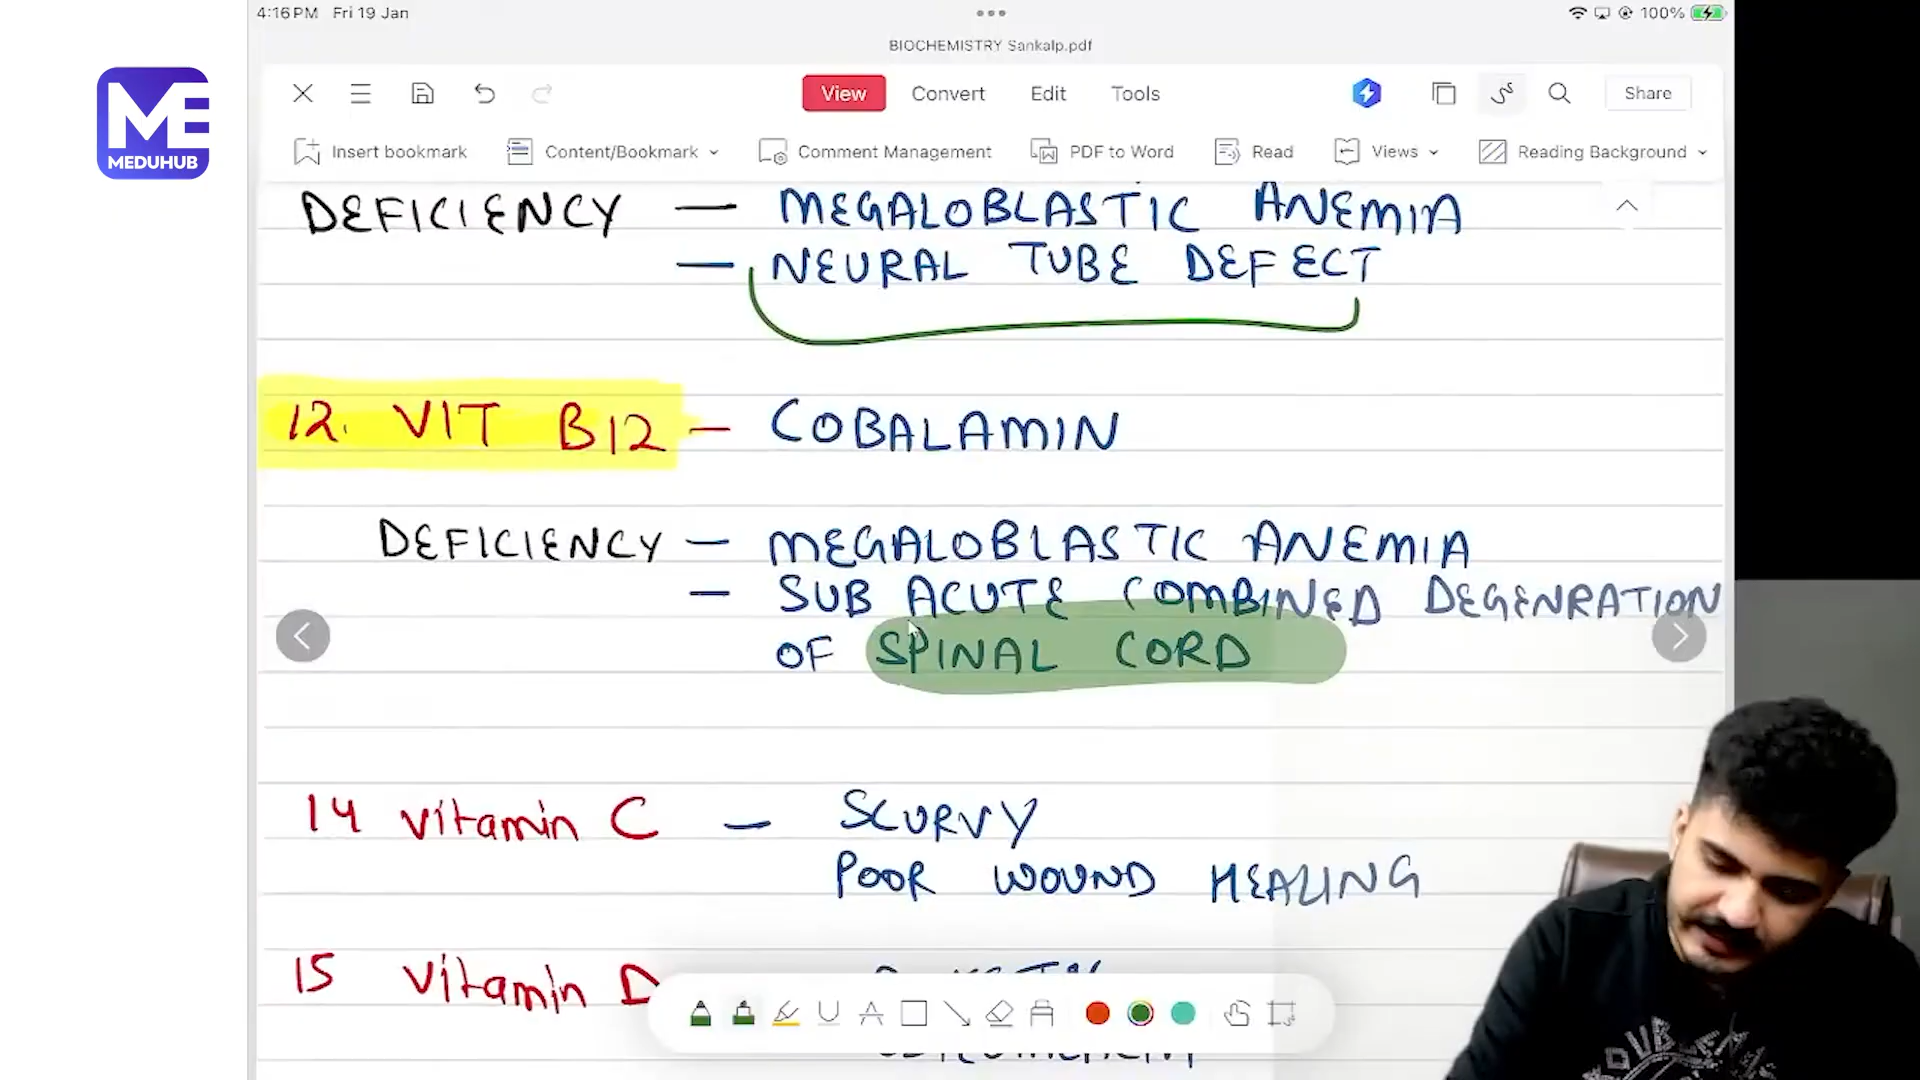 4:16 PM Fri 19 Jan
100%
BIOCHEMISTRY Sankalp.pdf
ME
MEDUHUB
View Convert Edit Tools
Share
Insert bookmark Content/Bookmark Comment Management PDF to Word Read Views Reading Background
DEFICIENCY — MEGALOBLASTIC ANEMIA
— NEURAL TUBE DEFECT
12. VIT B12 — COBALAMIN
DEFICIENCY — MEGALOBLASTIC ANEMIA
— SUB ACUTE COMBINED DEGENRATION
OF SPINAL CORD
14 Vitamin C — SCURVY
POOR WOUND HEALING
15 Vitamin D